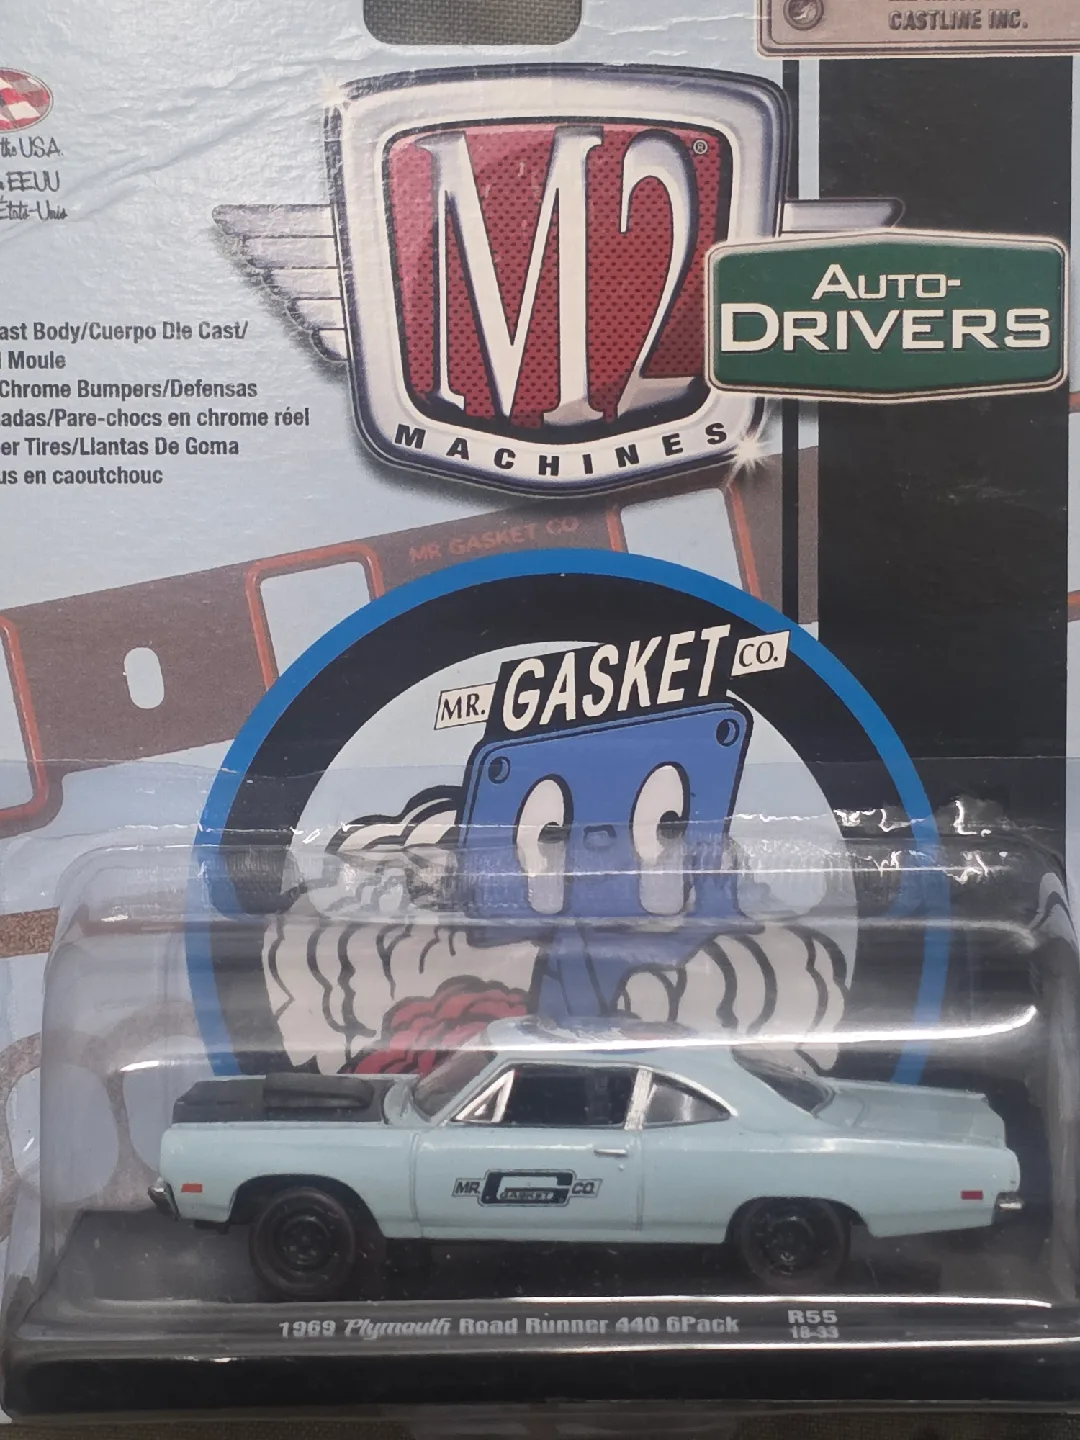 CASTLINE INC.
the USA.
EEUU
États-Unis
M2®
MACHINES
AUTO-
DRIVERS
ast Body/Cuerpo Die Cast/
Moule
Chrome Bumpers/Defensas
adas/Pare-chocs en chrome réel
er Tires/Llantas De Goma
us en caoutchouc
MR GASKET CO
MR. GASKET CO.
MR. GASKET CO.
1969 Plymouth Road Runner 440 6Pack R55
18-33